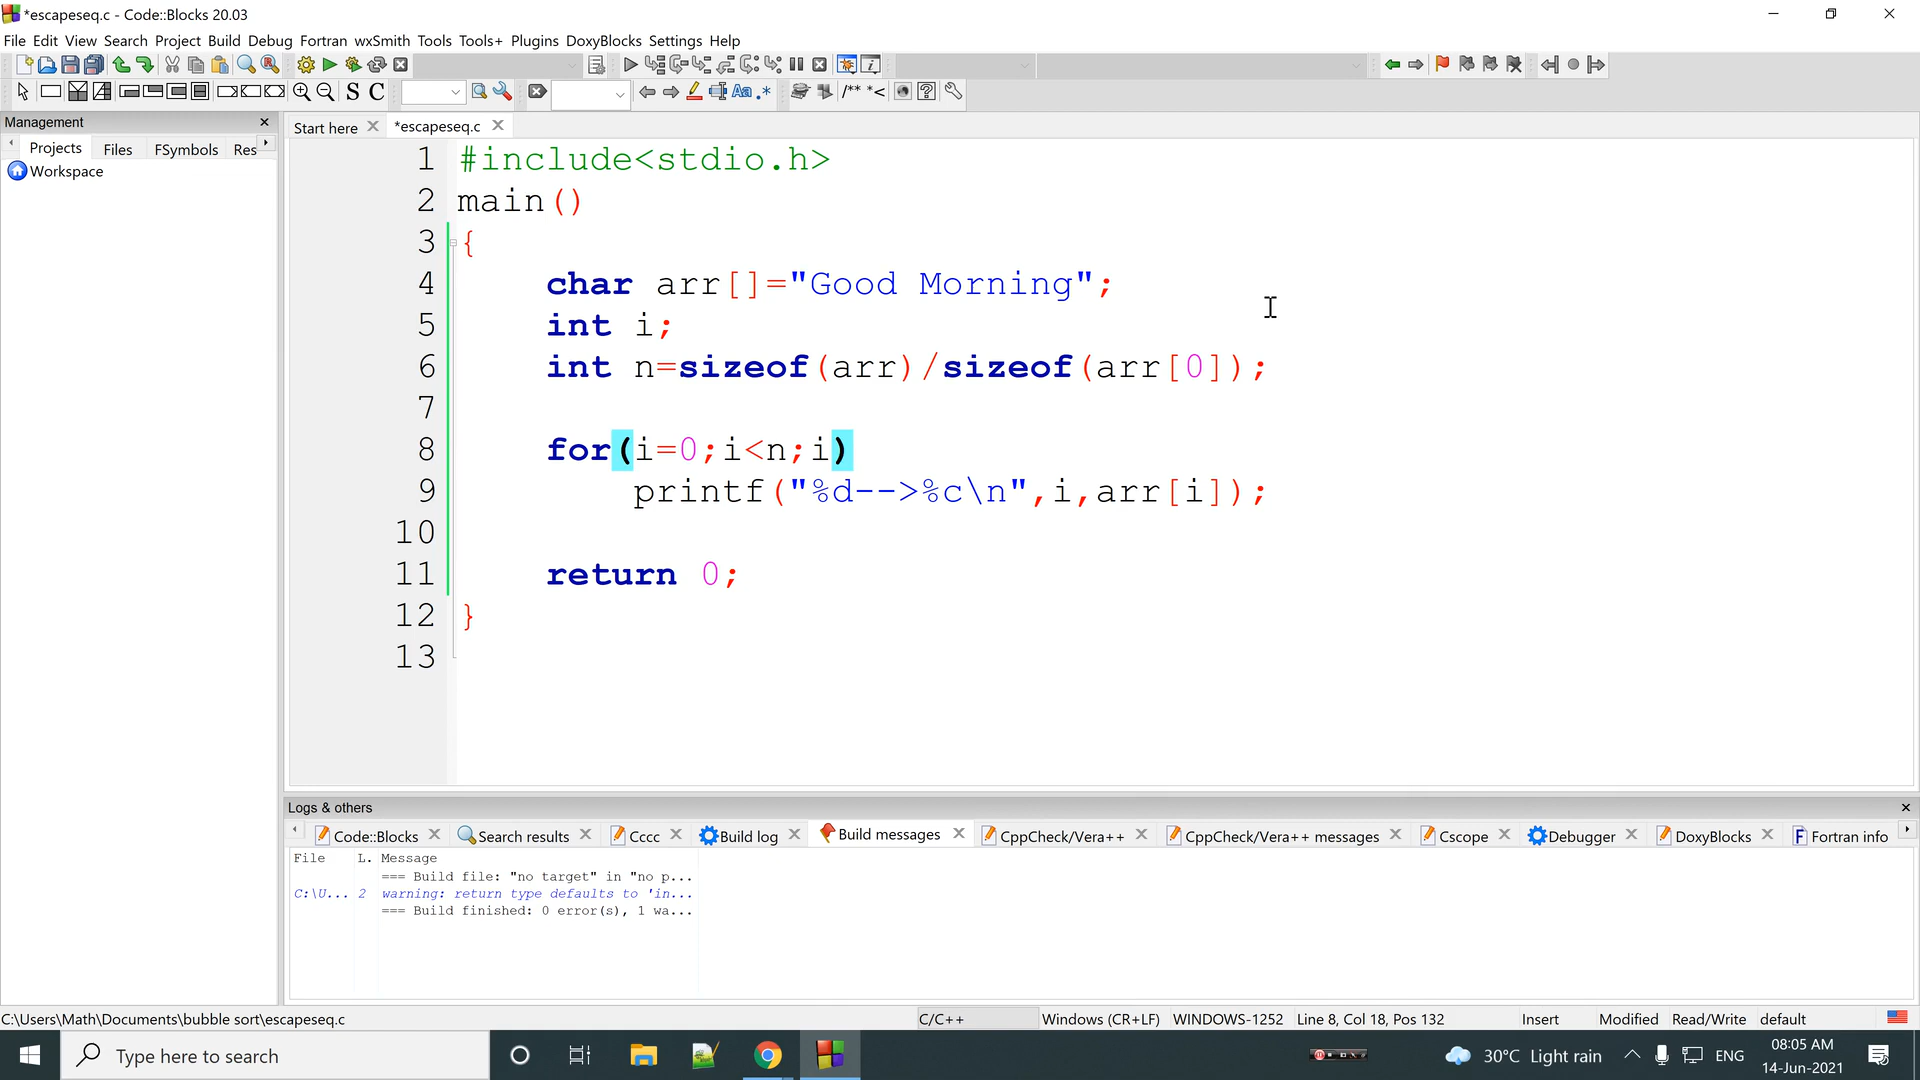 *escapeseq.c - Code::Blocks 20.03
File Edit View Search Project Build Debug Fortran wxSmith Tools Tools+ Plugins DoxyBlocks Settings Help
S C Aa .* /** *<
Management
Projects Files FSymbols Res
Workspace
Start here *escapeseq.c
1 #include<stdio.h>
2 main()
3 {
4 char arr[]="Good Morning";
5 int i;
6 int n=sizeof(arr)/sizeof(arr[0]);
7
8 for(i=0;i<n;i)
9 printf("%d-->%c\n",i,arr[i]);
10
11 return 0;
12 }
13
Logs & others
Code::Blocks Search results Cccc Build log Build messages CppCheck/Vera++ CppCheck/Vera++ messages Cscope Debugger DoxyBlocks Fortran info
File L. Message
=== Build file: "no target" in "no p...
C:\U... 2 warning: return type defaults to 'in...
=== Build finished: 0 error(s), 1 wa...
C:\Users\Math\Documents\bubble sort\escapeseq.c C/C++ Windows (CR+LF) WINDOWS-1252 Line 8, Col 18, Pos 132 Insert Modified Read/Write default
Type here to search 30°C Light rain ENG 08:05 AM
14-Jun-2021